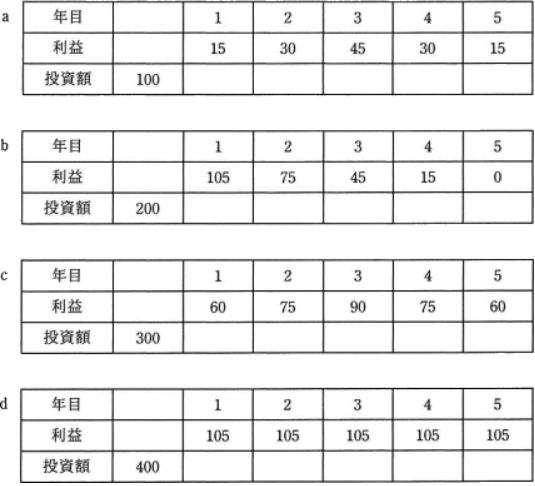 a
年目 1 2 3 4 5
利益 15 30 45 30 15
投資額 100
b
年目 1 2 3 4 5
利益 105 75 45 15 0
投資額 200
c
年目 1 2 3 4 5
利益 60 75 90 75 60
投資額 300
d
年目 1 2 3 4 5
利益 105 105 105 105 105
投資額 400